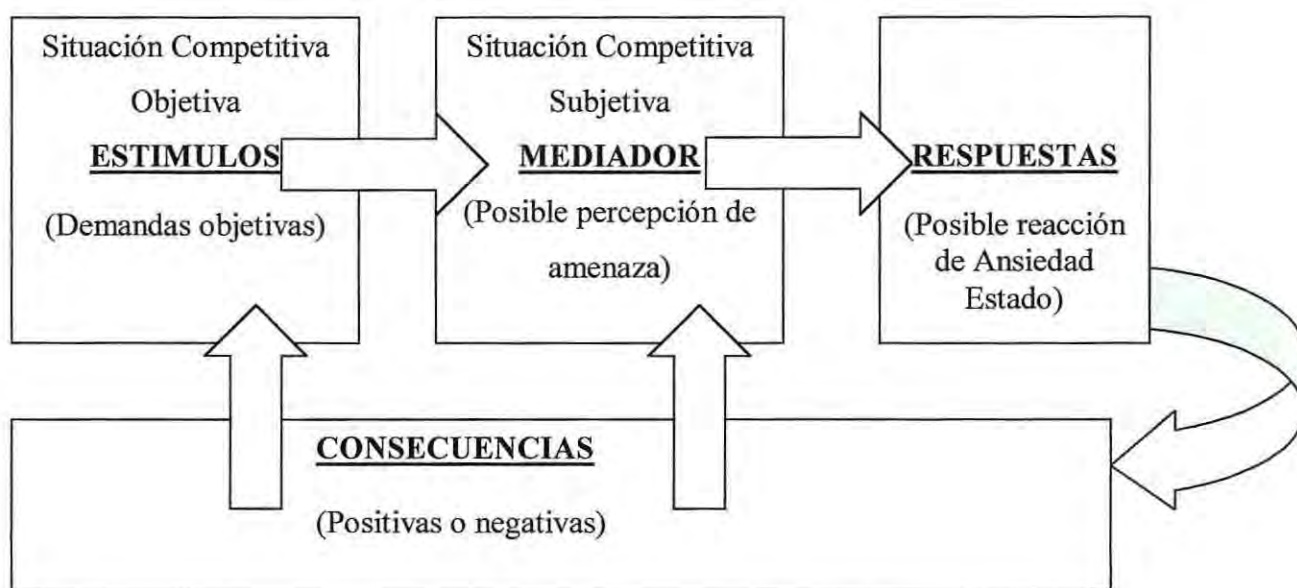 Situación Competitiva
Objetiva
ESTIMULOS
(Demandas objetivas)
Situación Competitiva
Subjetiva
MEDIADOR
(Posible percepción de
amenaza)
RESPUESTAS
(Posible reacción
de Ansiedad
Estado)
CONSECUENCIAS
(Positivas o negativas)